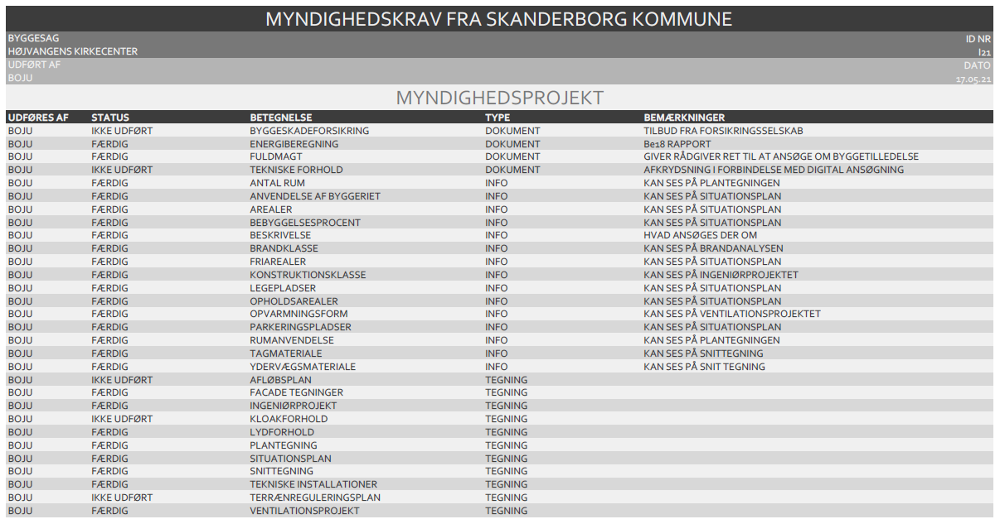 MYNDIGHEDSKRAV FRA SKANDERBORG KOMMUNE
BYGGESAG ID NR
HØJVANGENS KIRKECENTER I21
UDFØRT AF DATO
BOJU 17.05.21
MYNDIGHEDSPROJEKT
UDFØRES AF STATUS BETEGNELSE TYPE BEMÆRKNINGER
BOJU IKKE UDFØRT BYGGESKADEFORSIKRING DOKUMENT TILBUD FRA FORSIKRINGSSELSKAB
BOJU FÆRDIG ENERGIBEREGNING DOKUMENT Be18 RAPPORT
BOJU FÆRDIG FULDMAGT DOKUMENT GIVER RÅDGIVER RET TIL AT ANSØGE OM BYGGETILLEDELSE
BOJU IKKE UDFØRT TEKNISKE FORHOLD DOKUMENT AFKRYDSNING I FORBINDELSE MED DIGITAL ANSØGNING
BOJU FÆRDIG ANTAL RUM INFO KAN SES PÅ PLANTEGNINGEN
BOJU FÆRDIG ANVENDELSE AF BYGGERIET INFO KAN SES PÅ SITUATIONSPLAN
BOJU FÆRDIG AREALER INFO KAN SES PÅ SITUATIONSPLAN
BOJU FÆRDIG BEBYGGELSESPROCENT INFO KAN SES PÅ SITUATIONSPLAN
BOJU FÆRDIG BESKRIVELSE INFO HVAD ANSØGES DER OM
BOJU FÆRDIG BRANDKLASSE INFO KAN SES PÅ BRANDANALYSEN
BOJU FÆRDIG FRIAREALER INFO KAN SES PÅ SITUATIONSPLAN
BOJU FÆRDIG KONSTRUKTIONSKLASSE INFO KAN SES PÅ INGENIØRPROJEKTET
BOJU FÆRDIG LEGEPLADSER INFO KAN SES PÅ SITUATIONSPLAN
BOJU FÆRDIG OPHOLDSAREALER INFO KAN SES PÅ SITUATIONSPLAN
BOJU FÆRDIG OPVARMNINGSFORM INFO KAN SES PÅ VENTILATIONSPROJEKTET
BOJU FÆRDIG PARKERINGSPLADSER INFO KAN SES PÅ SITUATIONSPLAN
BOJU FÆRDIG RUMANVENDELSE INFO KAN SES PÅ PLANTEGNINGEN
BOJU FÆRDIG TAGMATERIALE INFO KAN SES PÅ SNITTEGNING
BOJU FÆRDIG YDERVÆGSMATERIALE INFO KAN SES PÅ SNIT TEGNING
BOJU IKKE UDFØRT AFLØBSPLAN TEGNING
BOJU FÆRDIG FACADE TEGNINGER TEGNING
BOJU FÆRDIG INGENIØRPROJEKT TEGNING
BOJU IKKE UDFØRT KLOAKFORHOLD TEGNING
BOJU FÆRDIG LYDFORHOLD TEGNING
BOJU FÆRDIG PLANTEGNING TEGNING
BOJU FÆRDIG SITUATIONSPLAN TEGNING
BOJU FÆRDIG SNITTEGNING TEGNING
BOJU FÆRDIG TEKNISKE INSTALLATIONER TEGNING
BOJU IKKE UDFØRT TERRÆNREGULERINGSPLAN TEGNING
BOJU FÆRDIG VENTILATIONSPROJEKT TEGNING